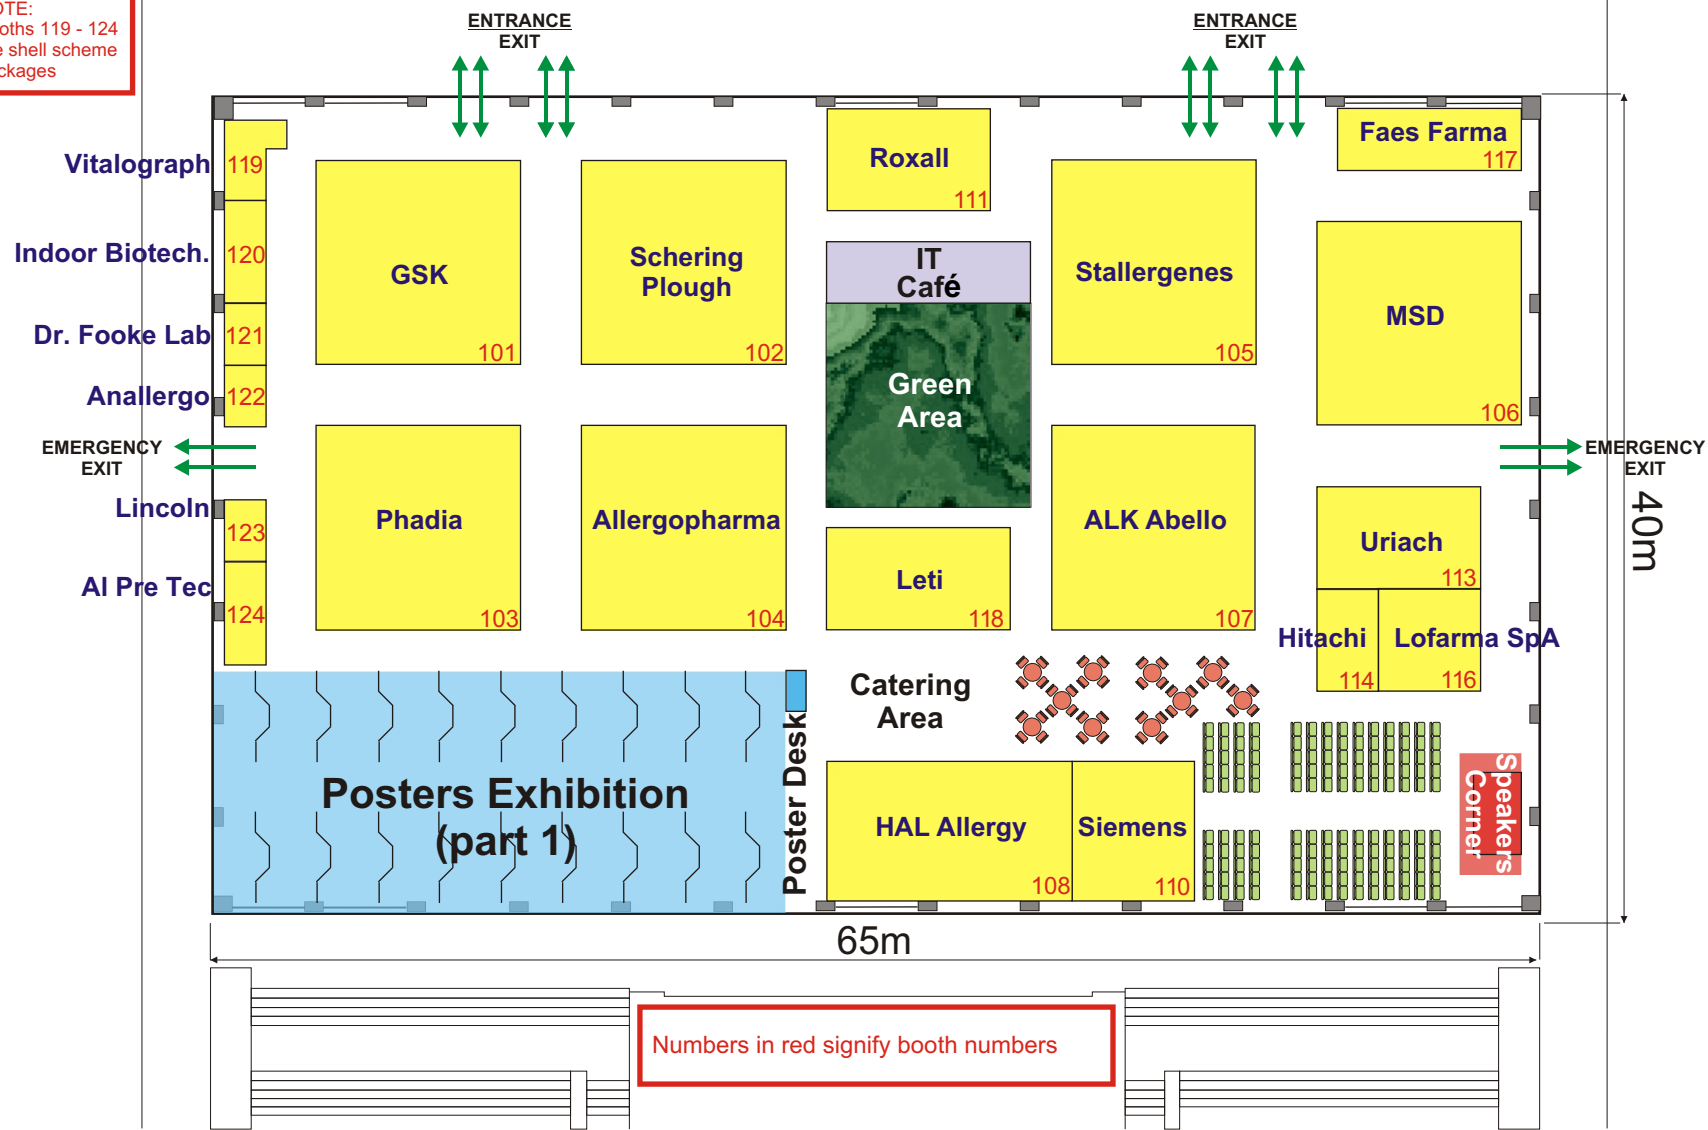 ENTRANCE
EXIT
ENTRANCE
EXIT
119 - 124
shell scheme
Vitalograph
119
Indoor Biotech.
120
Dr. Fooke Lab
121
Anallergo
122
EMERGENCY
EXIT
Lincoln
123
Al Pre Tec
124
GSK
101
Schering
Plough
102
Roxall
111
IT
Café
Green
Area
Stallergenes
105
Faes Farma
117
MSD
106
EMERGENCY
EXIT
40m
Phadia
103
Allergopharma
104
Leti
118
ALK Abello
107
Uriach
113
Hitachi
114
Lofarma SpA
116
Catering
Area
Posters Exhibition
(part 1)
Poster Desk
HAL Allergy
108
Siemens
110
Speakers
Corner
65m
Numbers in red signify booth numbers